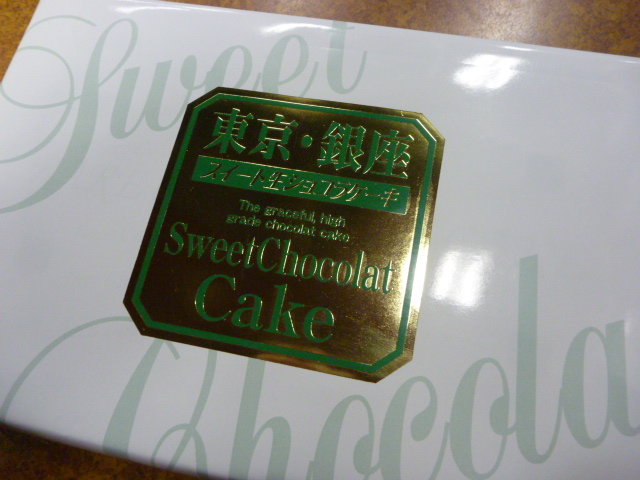 Sweet
東京・銀座
スイート生ショコラケーキ
The graceful, high
grade chocolat cake
SweetChocolat
Cake
Chocola